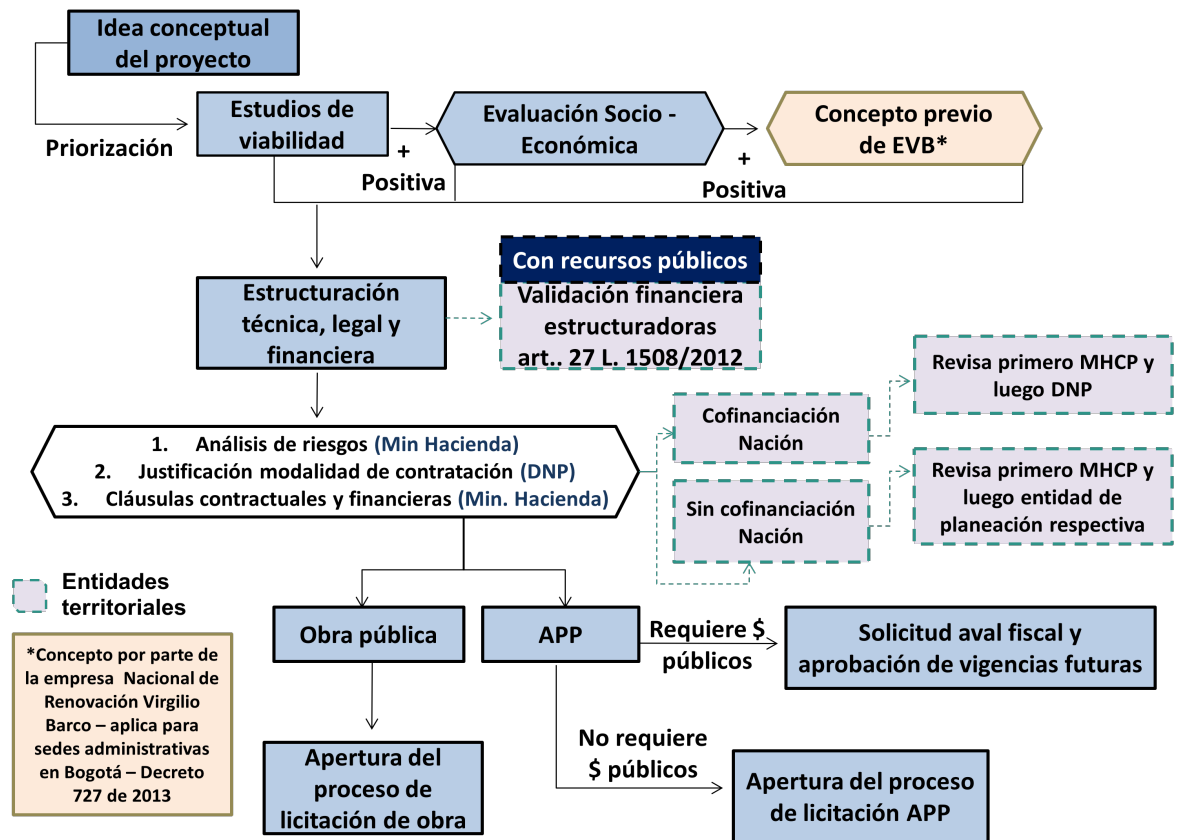 Idea conceptual
del proyecto
Priorización
Estudios de
viabilidad
+
Positiva
Evaluación Socio -
Económica
+
Positiva
Concepto previo
de EVB*
Estructuración
técnica, legal y
financiera
Con recursos públicos
Validación financiera
estructuradoras
art.. 27 L. 1508/2012
1. Análisis de riesgos (Min Hacienda)
2. Justificación modalidad de contratación (DNP)
3. Cláusulas contractuales y financieras (Min. Hacienda)
Cofinanciación
Nación
Revisa primero MHCP y
luego DNP
Sin cofinanciación
Nación
Revisa primero MHCP y
luego entidad de
planeación respectiva
Entidades
territoriales
*Concepto por parte de
la empresa Nacional de
Renovación Virgilio
Barco – aplica para
sedes administrativas
en Bogotá – Decreto
727 de 2013
Obra pública
APP
Requiere $
públicos
Solicitud aval fiscal y
aprobación de vigencias futuras
Apertura del
proceso de
licitación de obra
No requiere
$ públicos
Apertura del proceso
de licitación APP